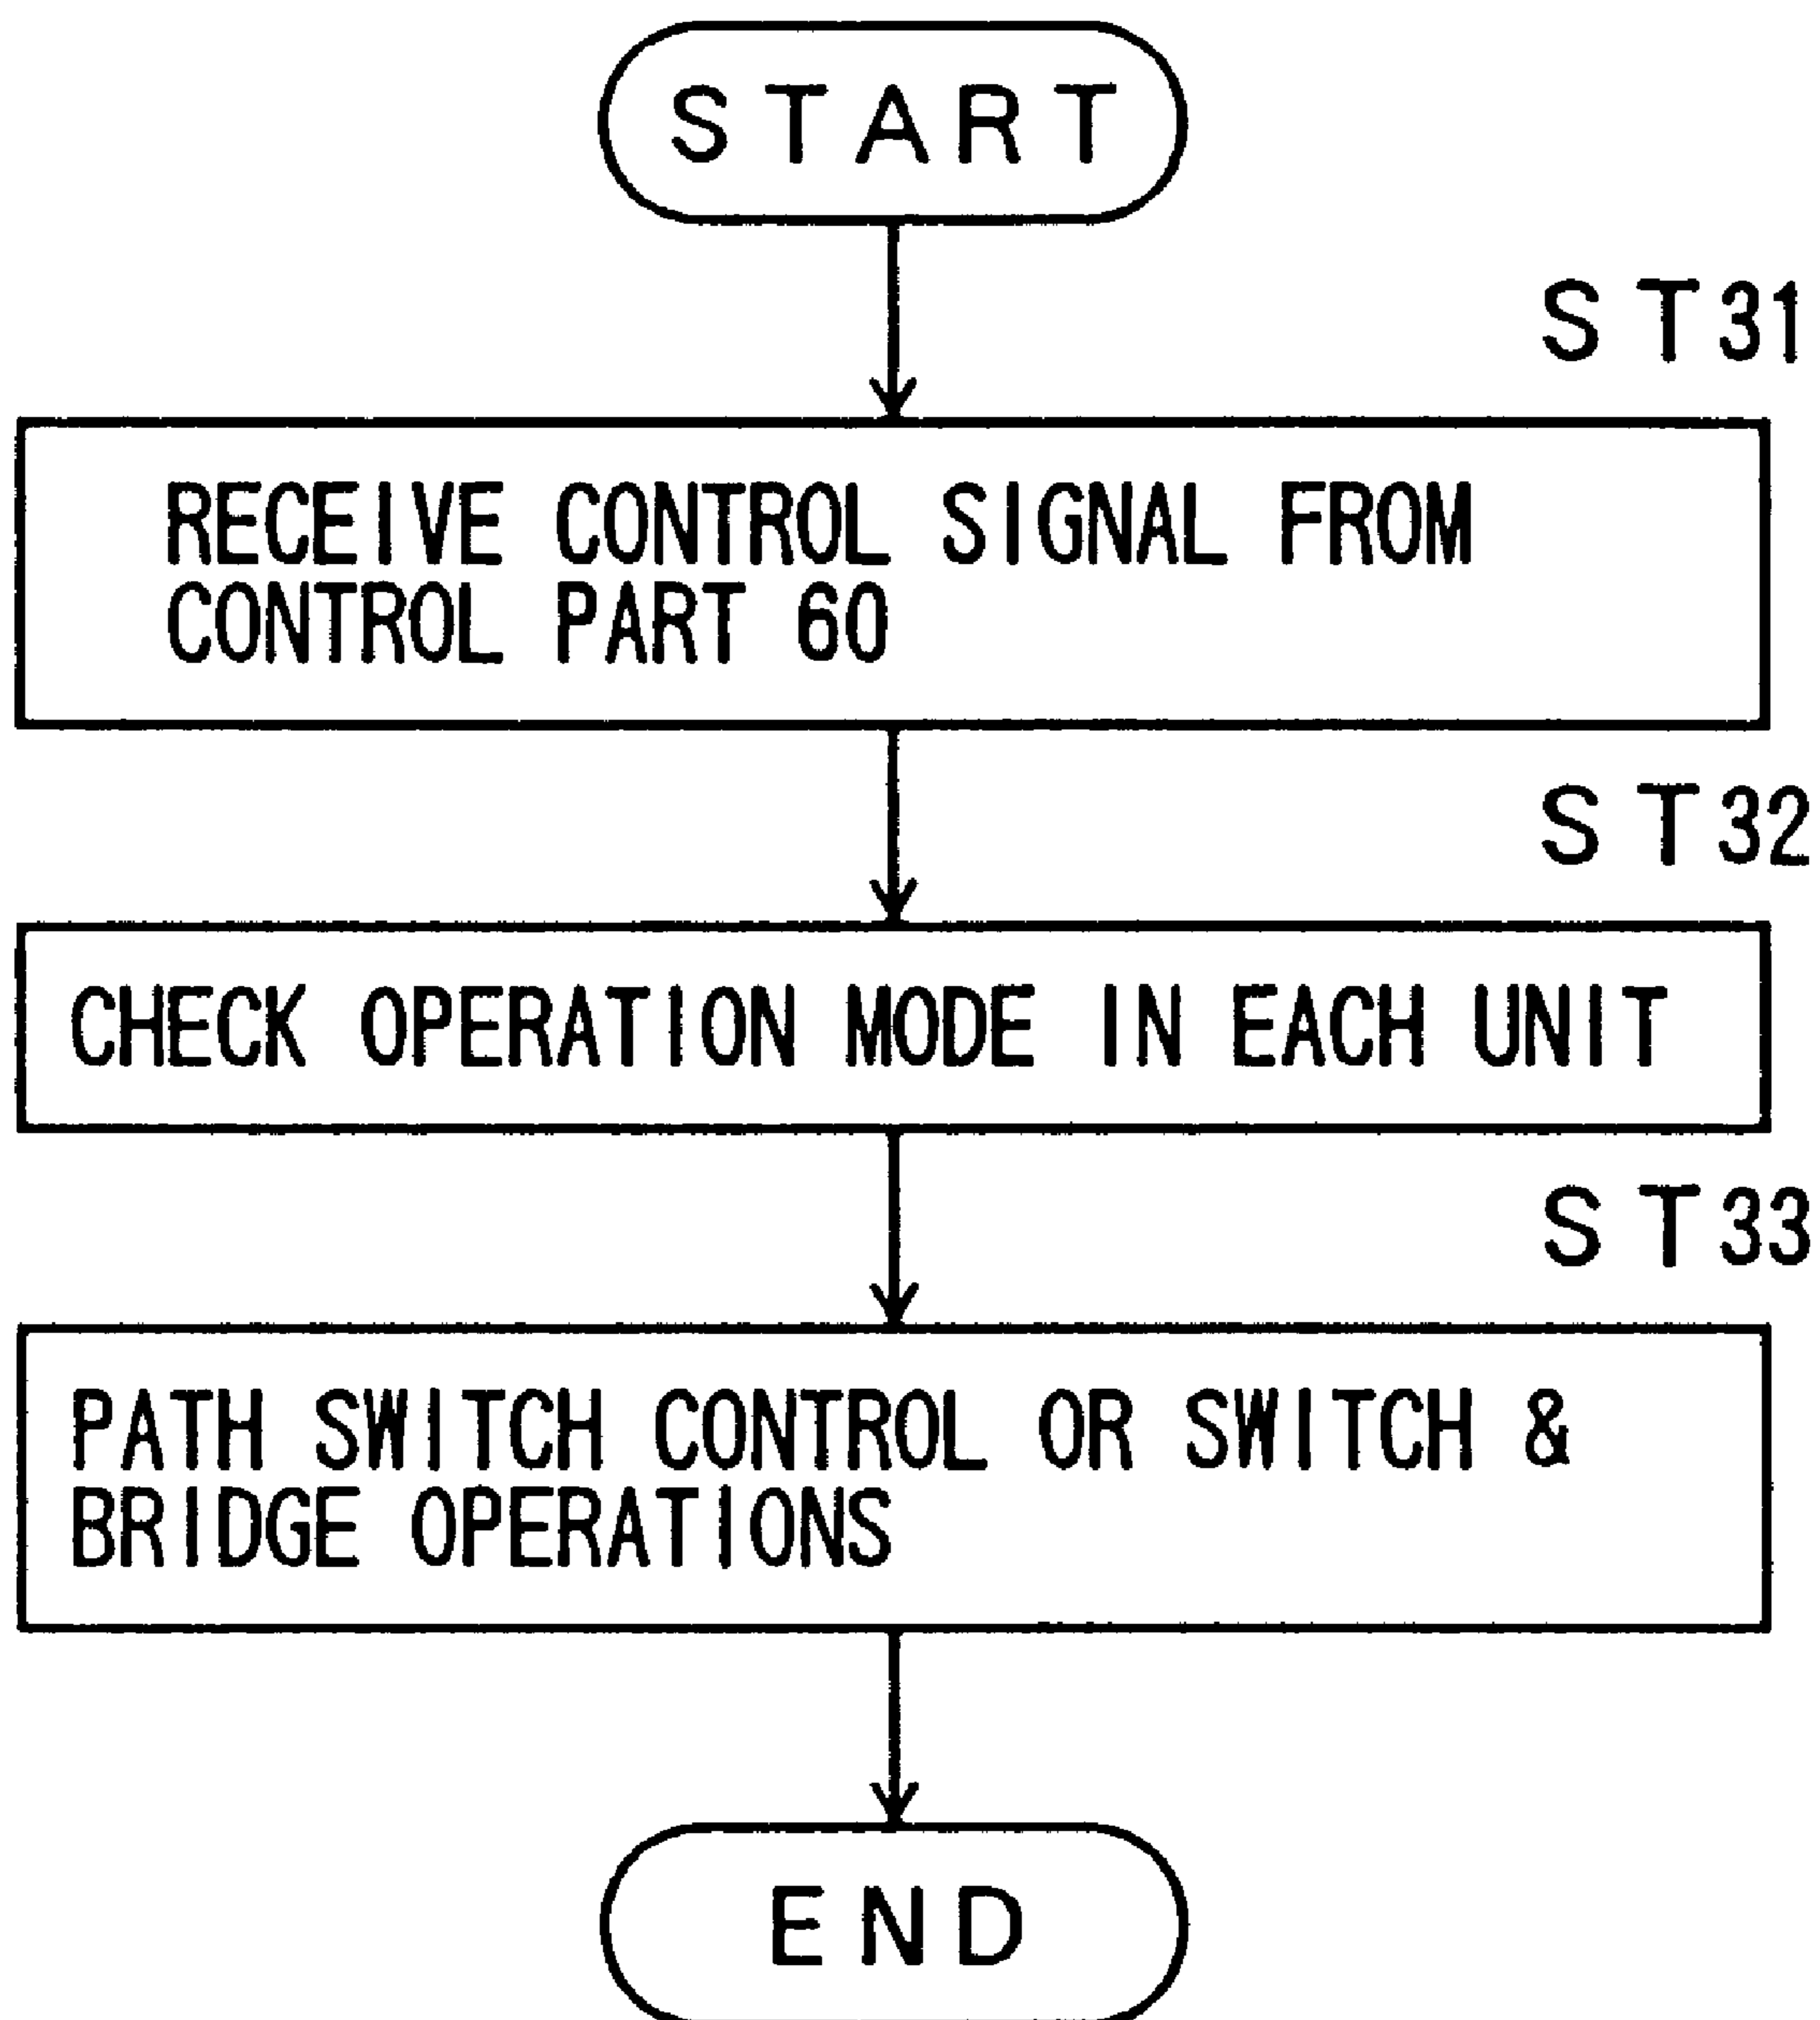 START
ST31
RECEIVE CONTROL SIGNAL FROM
CONTROL PART 60
ST32
CHECK OPERATION MODE IN EACH UNIT
ST33
PATH SWITCH CONTROL OR SWITCH &
BRIDGE OPERATIONS
END